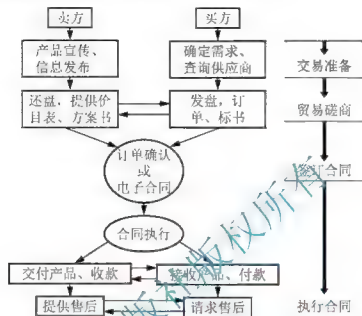 卖方
买方
产品宣传、
信息发布
确定需求、
查询供应商
交易准备
还盘，提供价
目表、方案书
发盘，订
单、标书
贸易磋商
订单确认
或
电子合同
签订合同
合同执行
交付产品、收款
接收产品、付款
提供售后
请求售后
执行合同
版权所有